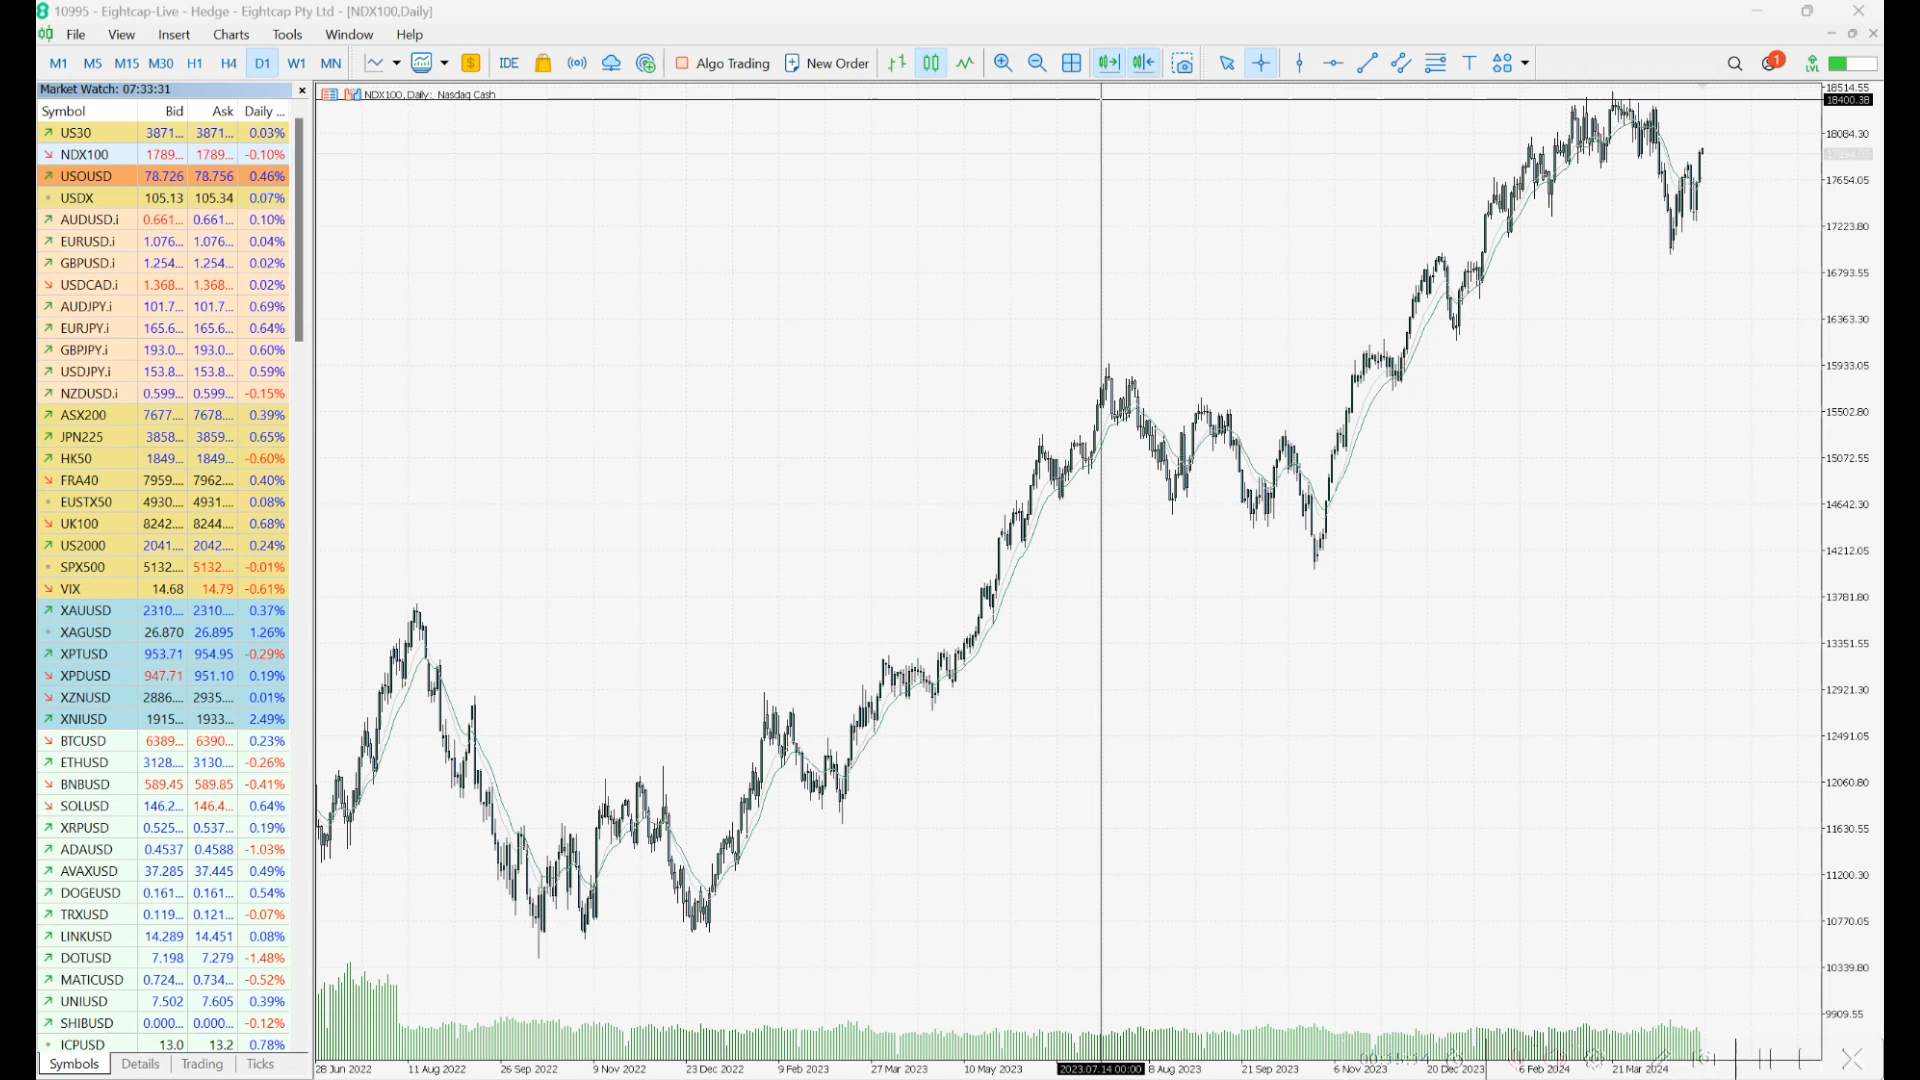 10995 - Eightcap-Live - Hedge - Eightcap Pty Ltd - [NDX100,Daily]
File View Insert Charts Tools Window Help
M1 M5 M15 M30 H1 H4 D1 W1 MN IDE Algo Trading New Order 1 LVL
Market Watch: 07:33:31
Symbol Bid Ask Daily ...
US30 3871... 3871... 0.03%
NDX100 1789... 1789... -0.10%
USOUSD 78.726 78.756 0.46%
USDX 105.13 105.34 0.07%
AUDUSD.i 0.661... 0.661... 0.10%
EURUSD.i 1.076... 1.076... 0.04%
GBPUSD.i 1.254... 1.254... 0.02%
USDCAD.i 1.368... 1.368... 0.02%
AUDJPY.i 101.7... 101.7... 0.69%
EURJPY.i 165.6... 165.6... 0.64%
GBPJPY.i 193.0... 193.0... 0.60%
USDJPY.i 153.8... 153.8... 0.59%
NZDUSD.i 0.599... 0.599... -0.15%
ASX200 7677.... 7678.... 0.39%
JPN225 3858... 3859... 0.65%
HK50 1849... 1849... -0.60%
FRA40 7959.... 7962.... 0.40%
EUSTX50 4930.... 4931.... 0.08%
UK100 8242.... 8244.... 0.68%
US2000 2041.... 2042.... 0.24%
SPX500 5132.... 5132.... -0.01%
VIX 14.68 14.79 -0.61%
XAUUSD 2310.... 2310.... 0.37%
XAGUSD 26.870 26.895 1.26%
XPTUSD 953.71 954.95 -0.29%
XPDUSD 947.71 951.10 0.19%
XZNUSD 2886.... 2935.... 0.01%
XNIUSD 1915... 1933... 2.49%
BTCUSD 6389... 6390... 0.23%
ETHUSD 3128.... 3130.... -0.26%
BNBUSD 589.45 589.85 -0.41%
SOLUSD 146.2... 146.4... 0.64%
XRPUSD 0.525... 0.537... 0.19%
ADAUSD 0.4537 0.4588 -1.03%
AVAXUSD 37.285 37.445 0.49%
DOGEUSD 0.161... 0.161... 0.54%
TRXUSD 0.119... 0.121... -0.07%
LINKUSD 14.289 14.451 0.08%
DOTUSD 7.198 7.279 -1.48%
MATICUSD 0.724... 0.734... -0.52%
UNIUSD 7.502 7.605 0.39%
SHIBUSD 0.000... 0.000... -0.12%
ICPUSD 13.0 13.2 0.78%
Symbols Details Trading Ticks
NDX100, Daily: Nasdaq Cash
18514.55
18400.38
18084.30
17654.05
17223.80
16793.55
16363.30
15933.05
15502.80
15072.55
14642.30
14212.05
13781.80
13351.55
12921.30
12491.05
12060.80
11630.55
11200.30
10770.05
10339.80
9909.55
28 Jun 2022 11 Aug 2022 26 Sep 2022 9 Nov 2022 23 Dec 2022 9 Feb 2023 27 Mar 2023 10 May 2023 2023.07.14 00:00 8 Aug 2023 21 Sep 2023 6 Nov 2023 20 Dec 2023 6 Feb 2024 21 Mar 2024